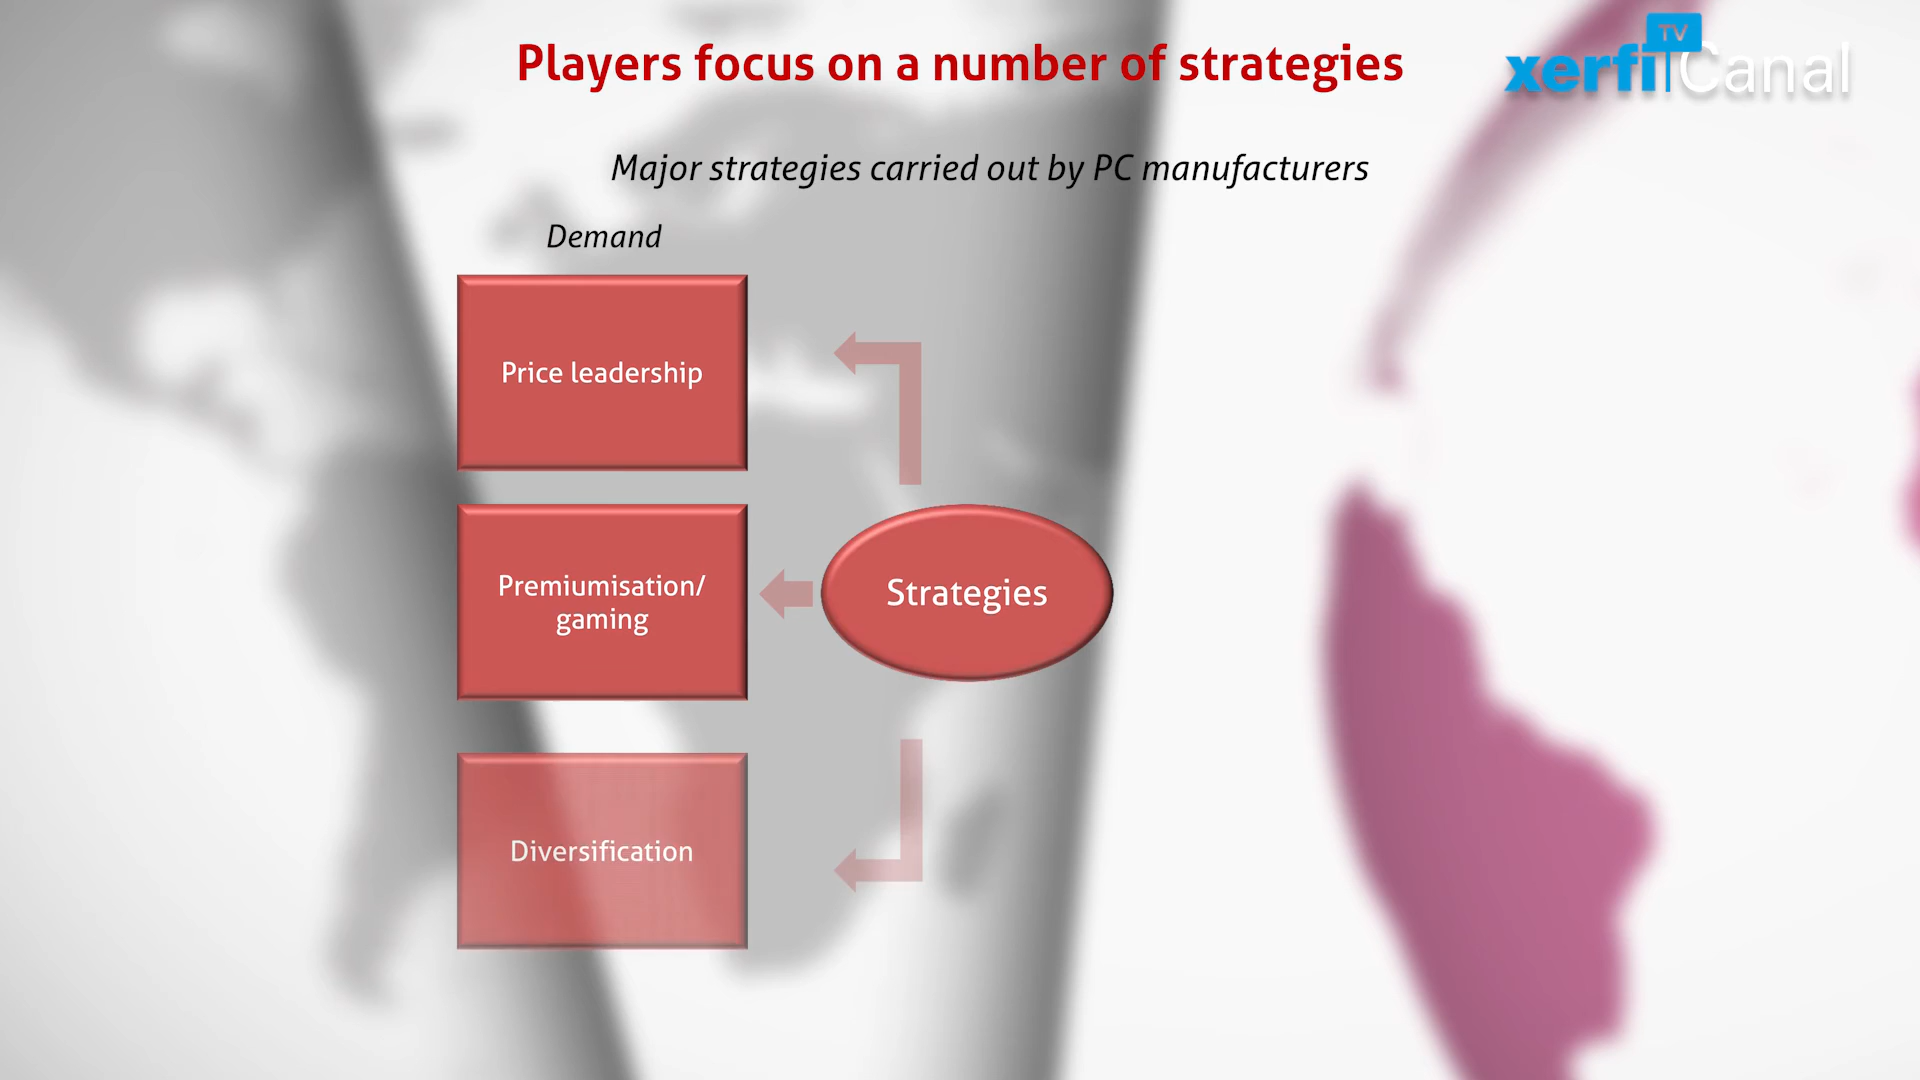 Players focus on a number of strategies
xerfi TV Canal
Major strategies carried out by PC manufacturers
Demand
Price leadership
Premiumisation/
gaming
Strategies
Diversification